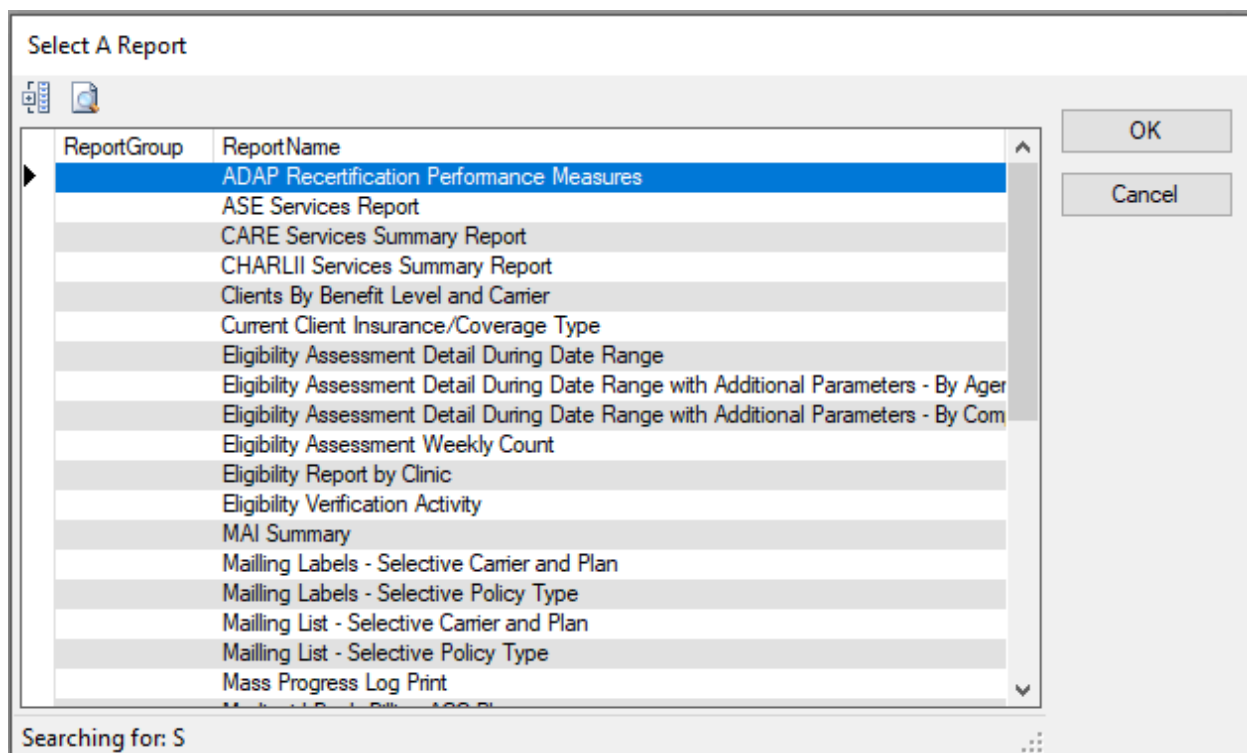 Select A Report
ReportGroup ReportName
OK
ADAP Recertification Performance Measures
ASE Services Report
Cancel
CARE Services Summary Report
CHARLII Services Summary Report
Clients By Benefit Level and Carrier
Current Client Insurance/Coverage Type
Eligibility Assessment Detail During Date Range
Eligibility Assessment Detail During Date Range with Additional Parameters - By Agen
Eligibility Assessment Detail During Date Range with Additional Parameters - By Com
Eligibility Assessment Weekly Count
Eligibility Report by Clinic
Eligibility Verification Activity
MAI Summary
Mailling Labels - Selective Carrier and Plan
Mailling Labels - Selective Policy Type
Mailling List - Selective Carrier and Plan
Mailling List - Selective Policy Type
Mass Progress Log Print
Searching for: S